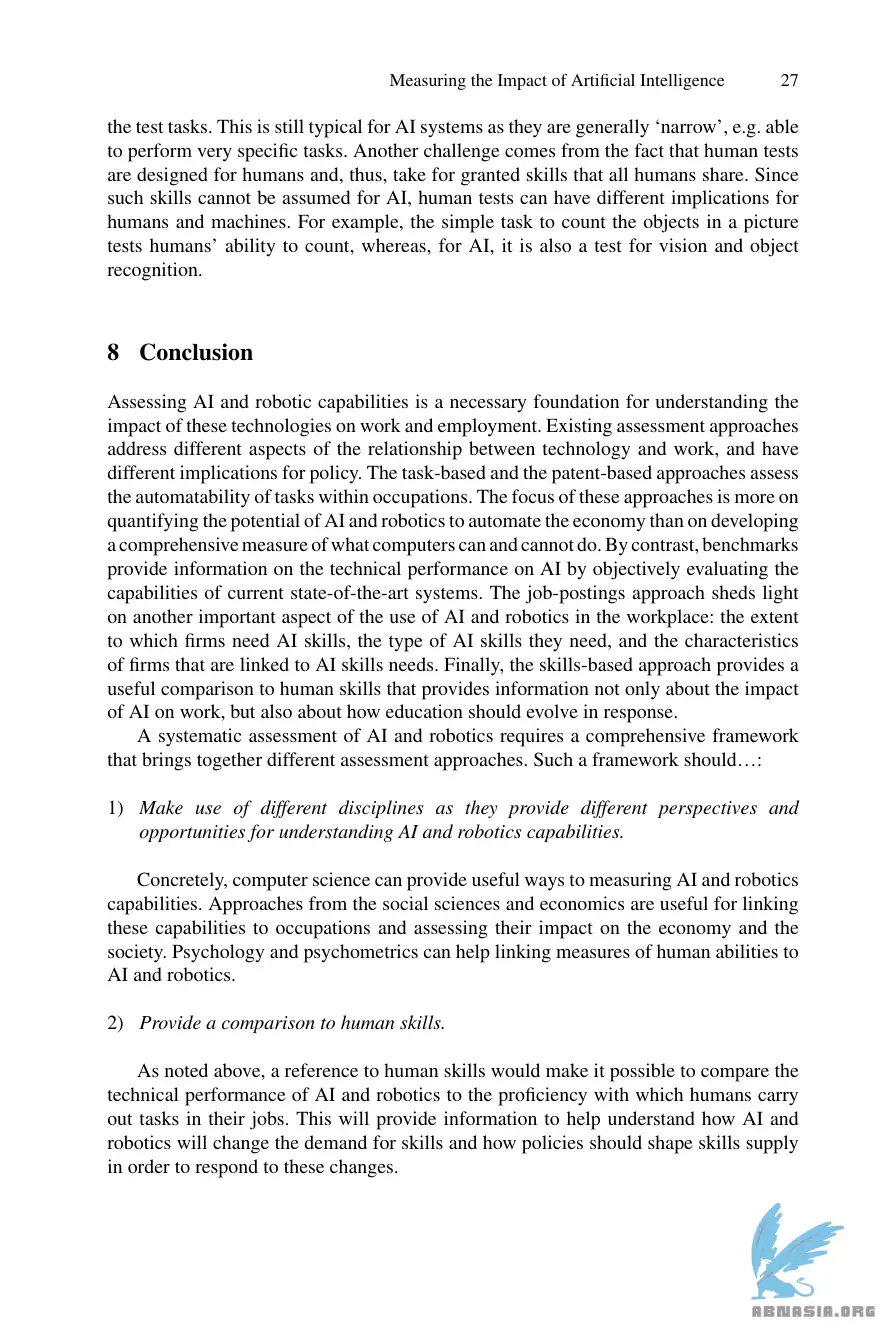 Measuring the Impact of Artificial Intelligence 27
the test tasks. This is still typical for AI systems as they are generally ‘narrow’, e.g. able
to perform very specific tasks. Another challenge comes from the fact that human tests
are designed for humans and, thus, take for granted skills that all humans share. Since
such skills cannot be assumed for AI, human tests can have different implications for
humans and machines. For example, the simple task to count the objects in a picture
tests humans’ ability to count, whereas, for AI, it is also a test for vision and object
recognition.
8 Conclusion
Assessing AI and robotic capabilities is a necessary foundation for understanding the
impact of these technologies on work and employment. Existing assessment approaches
address different aspects of the relationship between technology and work, and have
different implications for policy. The task-based and the patent-based approaches assess
the automatability of tasks within occupations. The focus of these approaches is more on
quantifying the potential of AI and robotics to automate the economy than on developing
a comprehensive measure of what computers can and cannot do. By contrast, benchmarks
provide information on the technical performance on AI by objectively evaluating the
capabilities of current state-of-the-art systems. The job-postings approach sheds light
on another important aspect of the use of AI and robotics in the workplace: the extent
to which firms need AI skills, the type of AI skills they need, and the characteristics
of firms that are linked to AI skills needs. Finally, the skills-based approach provides a
useful comparison to human skills that provides information not only about the impact
of AI on work, but also about how education should evolve in response.
A systematic assessment of AI and robotics requires a comprehensive framework
that brings together different assessment approaches. Such a framework should…:
1) Make use of different disciplines as they provide different perspectives and
opportunities for understanding AI and robotics capabilities.
Concretely, computer science can provide useful ways to measuring AI and robotics
capabilities. Approaches from the social sciences and economics are useful for linking
these capabilities to occupations and assessing their impact on the economy and the
society. Psychology and psychometrics can help linking measures of human abilities to
AI and robotics.
2) Provide a comparison to human skills.
As noted above, a reference to human skills would make it possible to compare the
technical performance of AI and robotics to the proficiency with which humans carry
out tasks in their jobs. This will provide information to help understand how AI and
robotics will change the demand for skills and how policies should shape skills supply
in order to respond to these changes.
ABNASIA.ORG